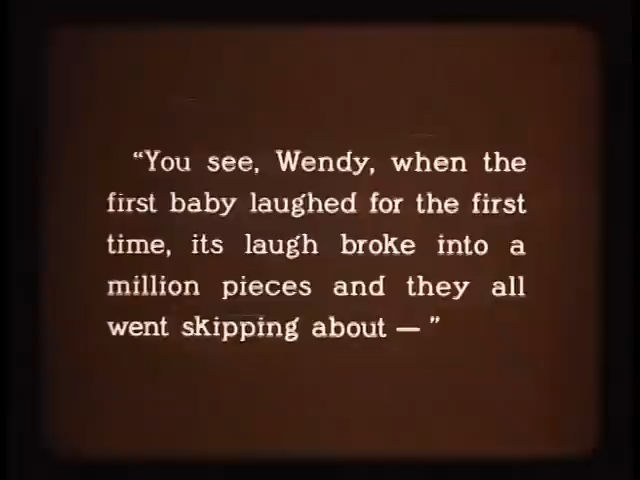 “You see, Wendy, when the
first baby laughed for the first
time, its laugh broke into a
million pieces and they all
went skipping about — ”